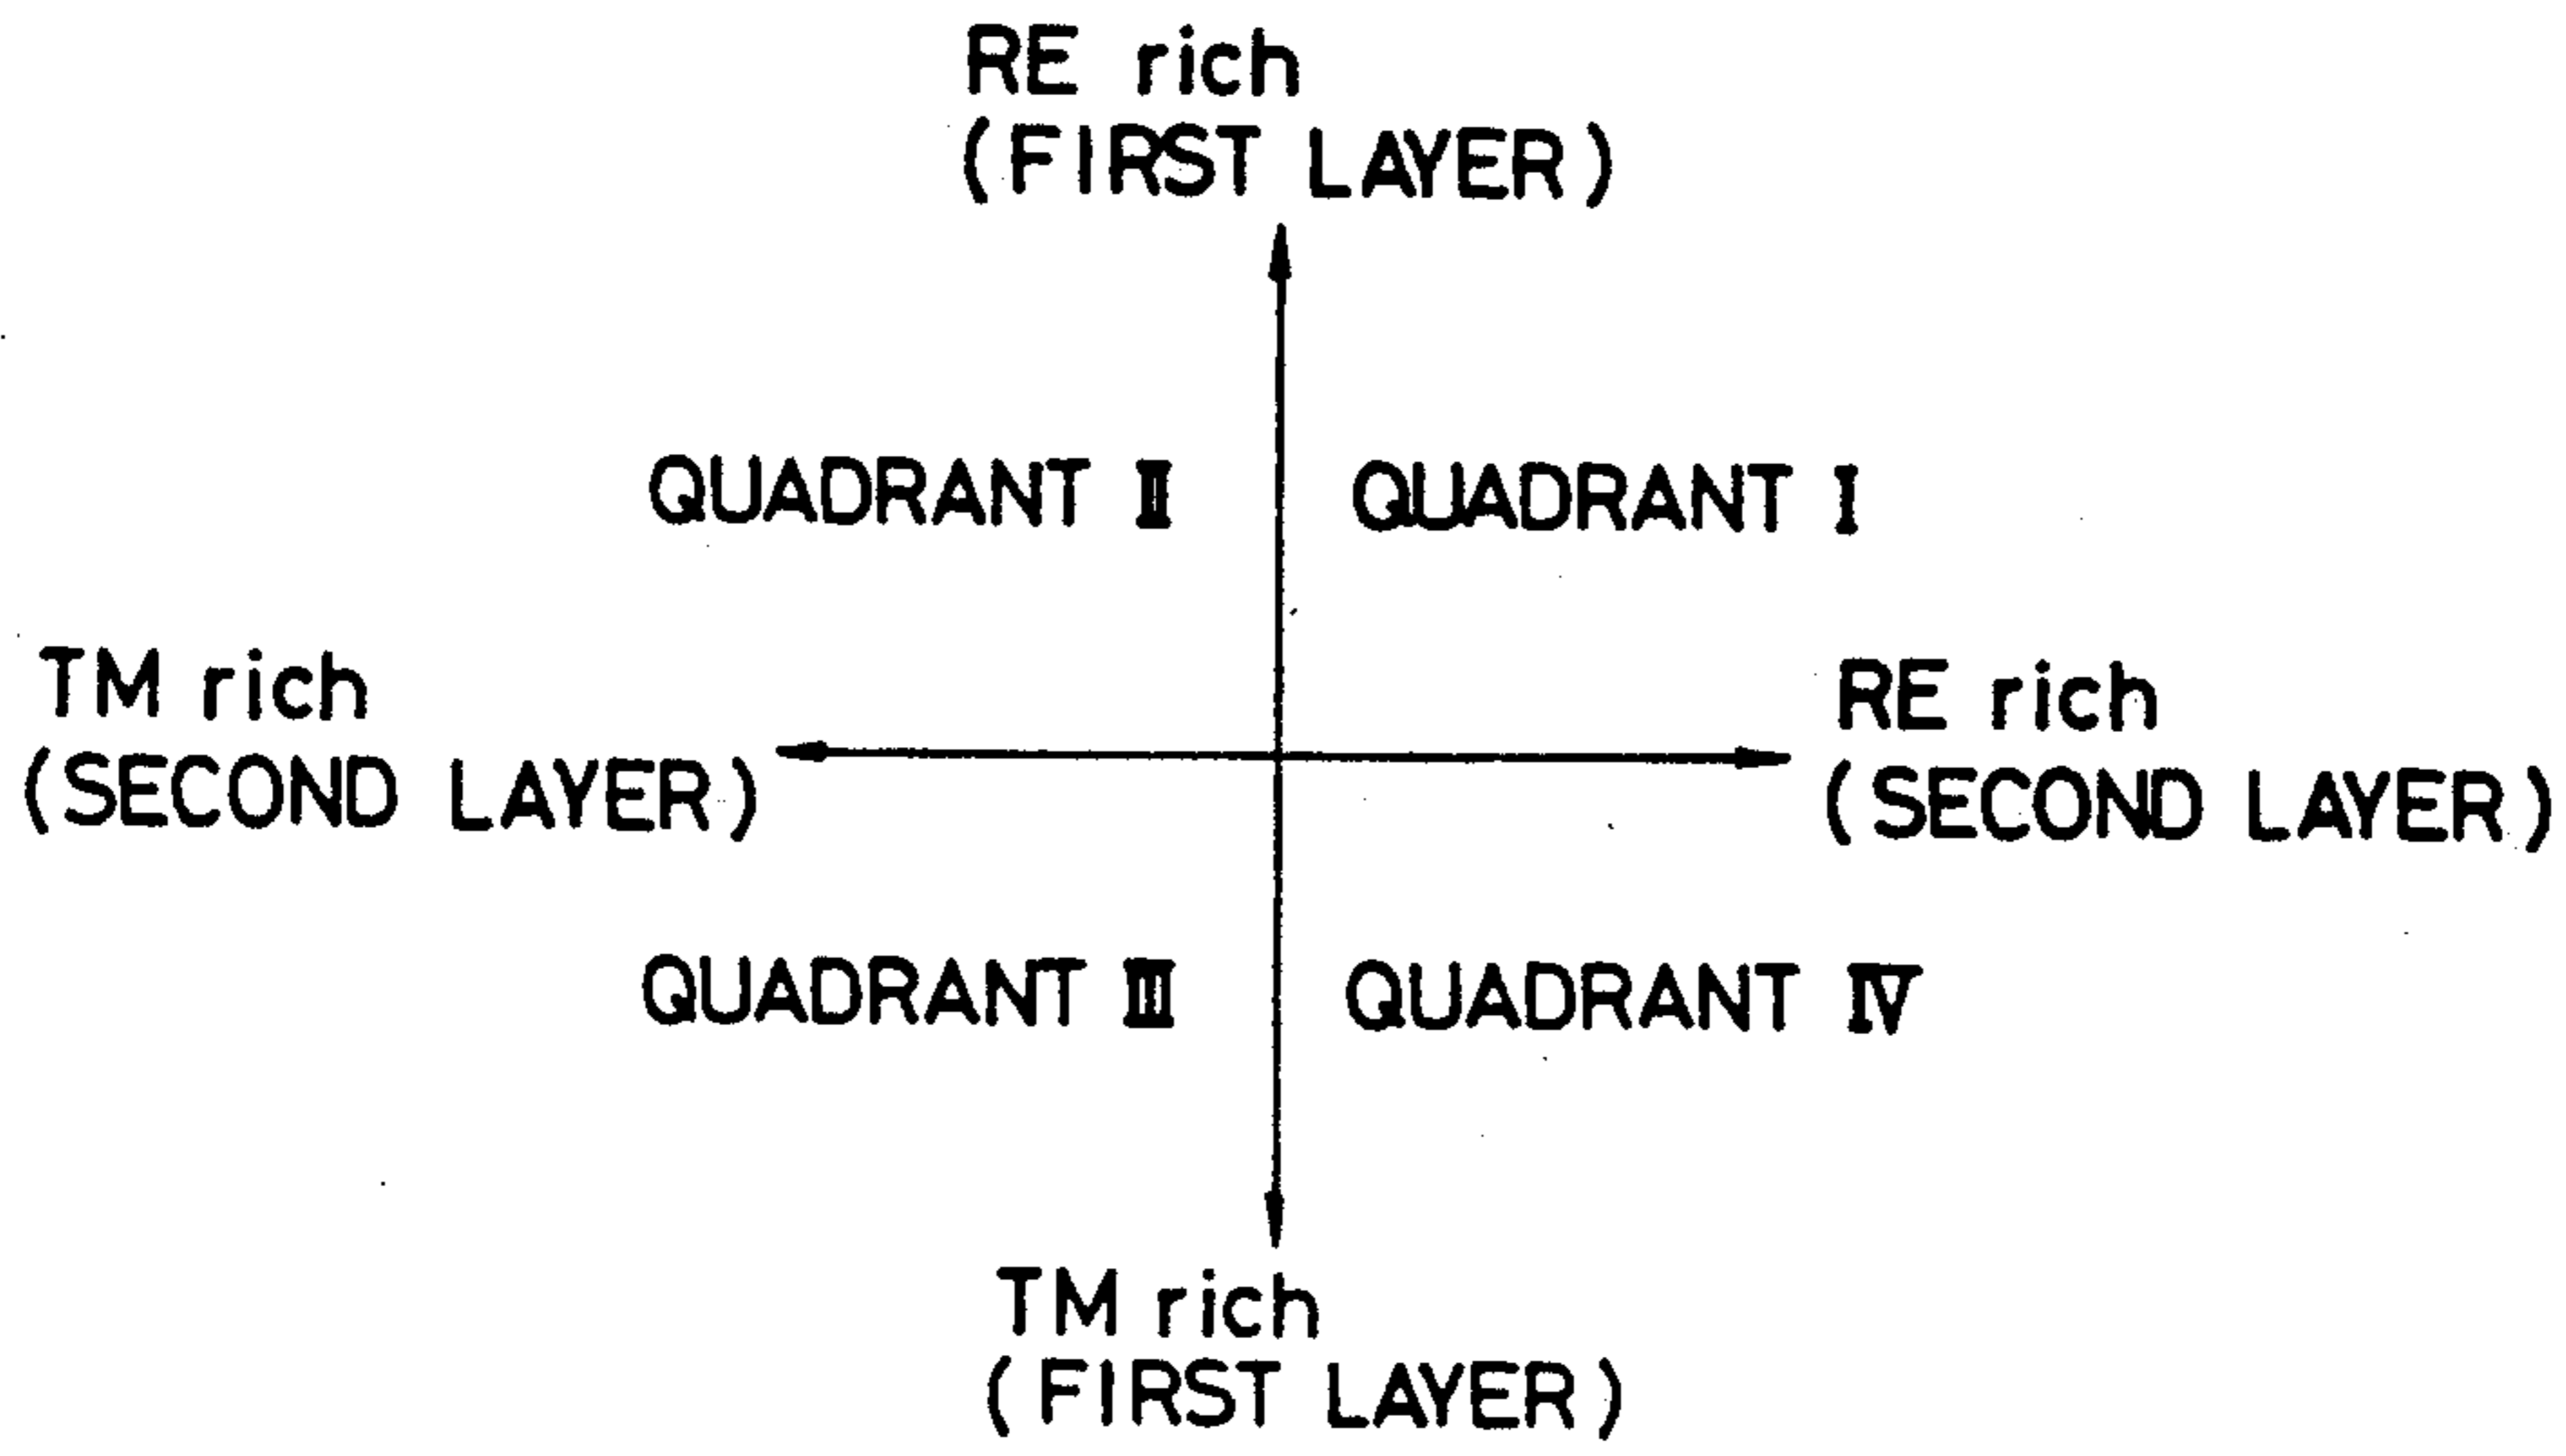 RE rich
(FIRST LAYER)
QUADRANT II
QUADRANT I
TM rich
(SECOND LAYER)
RE rich
(SECOND LAYER)
QUADRANT III
QUADRANT IV
TM rich
(FIRST LAYER)